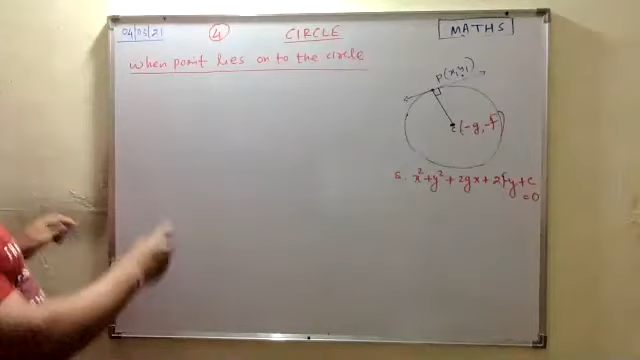 04/05/21 4 CIRCLE MATHS
When point lies on to the circle
P(x₁,y₁)
(-g, -f)
S. x² + y² + 2gx + 2fy + c
= 0